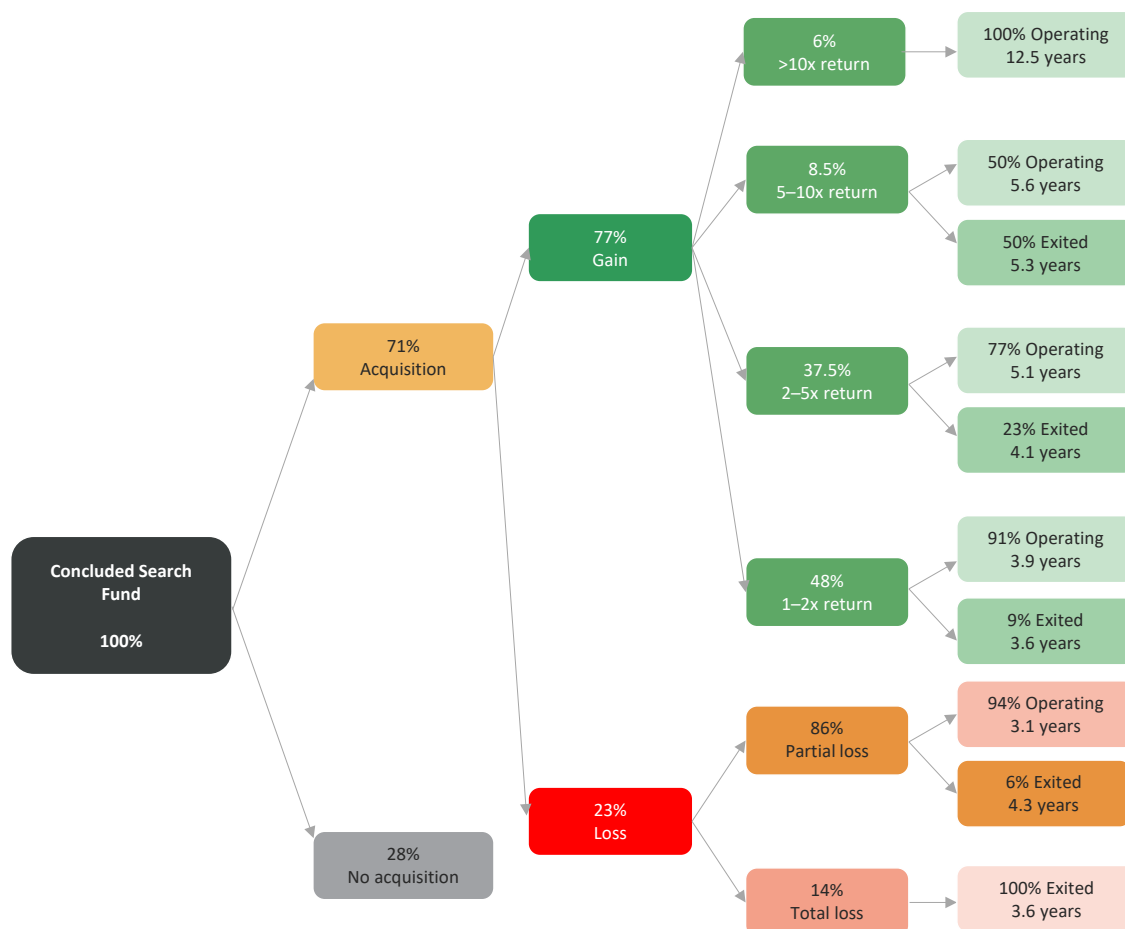 Concluded Search
Fund
100%
71%
Acquisition
28%
No acquisition
77%
Gain
23%
Loss
6%
>10x return
8.5%
5–10x return
37.5%
2–5x return
48%
1–2x return
86%
Partial loss
14%
Total loss
100% Operating
12.5 years
50% Operating
5.6 years
50% Exited
5.3 years
77% Operating
5.1 years
23% Exited
4.1 years
91% Operating
3.9 years
9% Exited
3.6 years
94% Operating
3.1 years
6% Exited
4.3 years
100% Exited
3.6 years